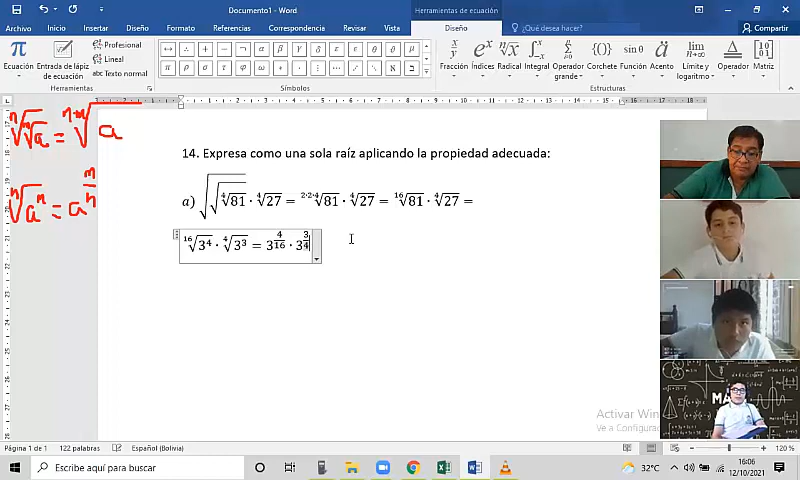 Documento1 - Word
Herramientas de ecuación
Archivo Inicio Insertar Dibujar Formato Referencias Correspondencia Revisar Vista Diseño ¿Qué desea hacer? Compartir
Ecuación
Entrada de lápiz de ecuación
Profesional
Lineal
abc Texto normal
Fracción Índices Radical Integral Operador grande Corchete Función Acento Límite y logaritmo Operador Matriz
Símbolos
Estructuras
ⁿ√ᵐ√a = ⁿ·ᵐ√a
ⁿ√aᵐ = a^(m/n)
14. Expresa como una sola raíz aplicando la propiedad adecuada:
a) √√⁴√81 · ⁴√27 = ²·²·⁴√81 · ⁴√27 = ¹⁶√81 · ⁴√27 =
¹⁶√3⁴ · ⁴√3³ = 3^(4/16) · 3^(3/4)
Activar Win
Ve a Configura
Página 1 de 1 122 palabras Español (Bolivia) 120 %
Escribe aquí para buscar
32°C
16:06
12/10/2021